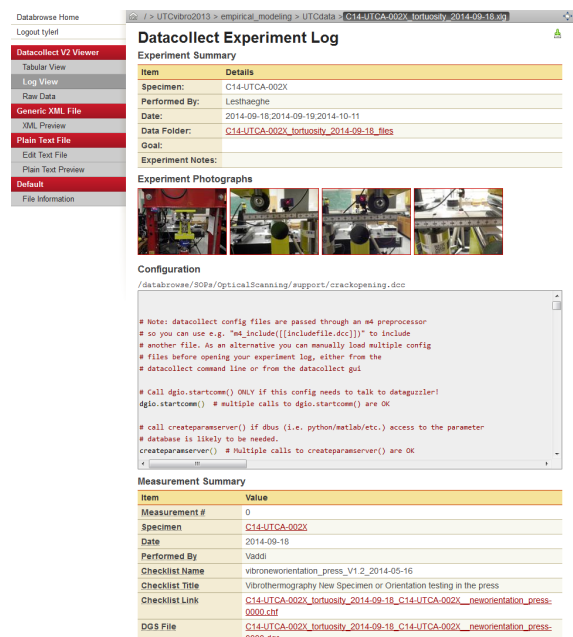 Databrowse Home
/ > UTCvibro2013 > empirical_modeling > UTCdata > C14-UTCA-002X_tortuosity_2014-09-18.xlg
Logout tylerl
Datacollect V2 Viewer
Tabular View
Log View
Raw Data
Generic XML File
XML Preview
Plain Text File
Edit Text File
Plain Text Preview
Default
File Information
Datacollect Experiment Log
Experiment Summary
Item Details
Specimen: C14-UTCA-002X
Performed By: Lesthaeghe
Date: 2014-09-18;2014-09-19;2014-10-11
Data Folder: C14-UTCA-002X_tortuosity_2014-09-18_files
Goal:
Experiment Notes:
Experiment Photographs
Configuration
/databrowse/SOPs/OpticalScanning/support/crackopening.dcc
# Note: datacollect config files are passed through an m4 preprocessor
# so you can use e.g. "m4_include([[includefile.dcc]])" to include
# another file. As an alternative you can manually load multiple config
# files before opening your experiment log, either from the
# datacollect command line or from the datacollect gui
# Call dgio.startcomm() ONLY if this config needs to talk to dataguzzler!
dgio.startcomm() # multiple calls to dgio.startcomm() are OK
# call createparamserver() if dbus (i.e. python/matlab/etc.) access to the parameter
# database is likely to be needed.
createparamserver() # Multiple calls to createparamserver() are OK
Measurement Summary
Item Value
Measurement # 0
Specimen C14-UTCA-002X
Date 2014-09-18
Performed By Vaddi
Checklist Name vibroneworientation_press_V1.2_2014-05-16
Checklist Title Vibrothermography New Specimen or Orientation testing in the press
Checklist Link C14-UTCA-002X_tortuosity_2014-09-18_C14-UTCA-002X__neworientation_press-
0000.chf
DGS File C14-UTCA-002X_tortuosity_2014-09-18_C14-UTCA-002X__neworientation_press-